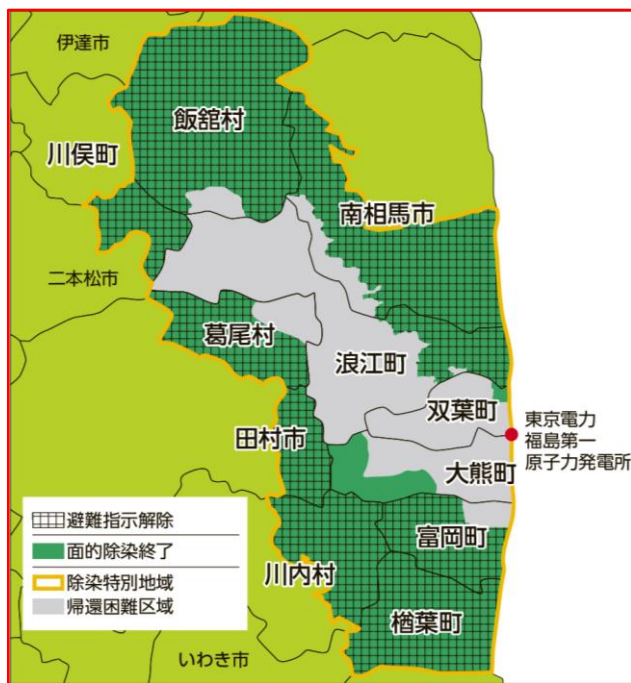 伊達市
飯舘村
川俣町
南相馬市
二本松市
葛尾村
浪江町
双葉町
東京電力
福島第一
原子力発電所
田村市
大熊町
避難指示解除
富岡町
面的除染終了
除染特別地域
川内村
帰還困難区域
楢葉町
いわき市